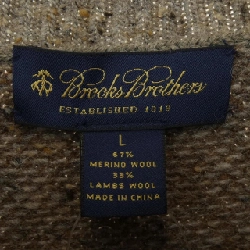 Brooks Brothers
ESTABLISHED 1818
L
67%
MERINO WOOL
33%
LAMBS WOOL
MADE IN CHINA